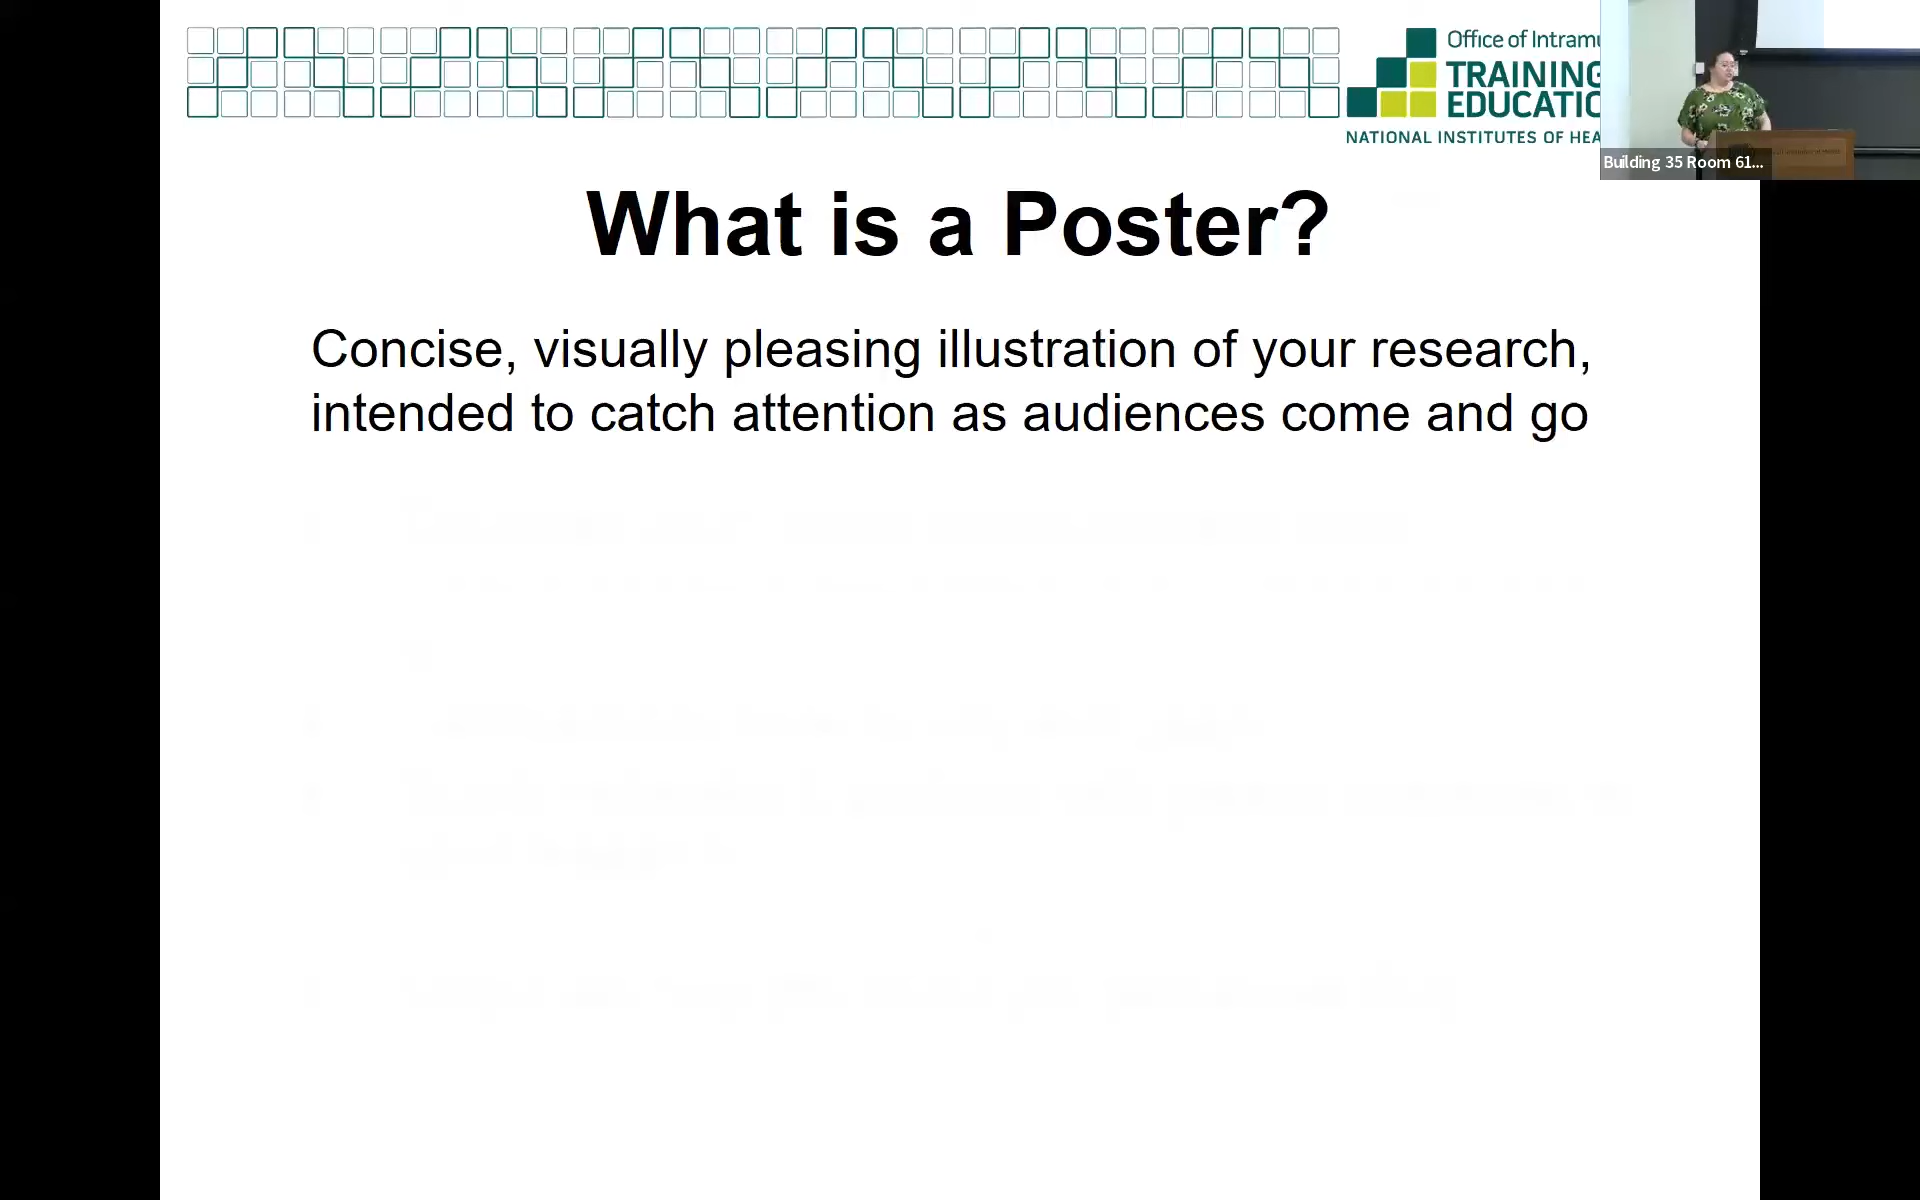 Office of Intramu
TRAINING
EDUCATIO
NATIONAL INSTITUTES OF HEA
Building 35 Room 61...
What is a Poster?
Concise, visually pleasing illustration of your research,
intended to catch attention as audiences come and go